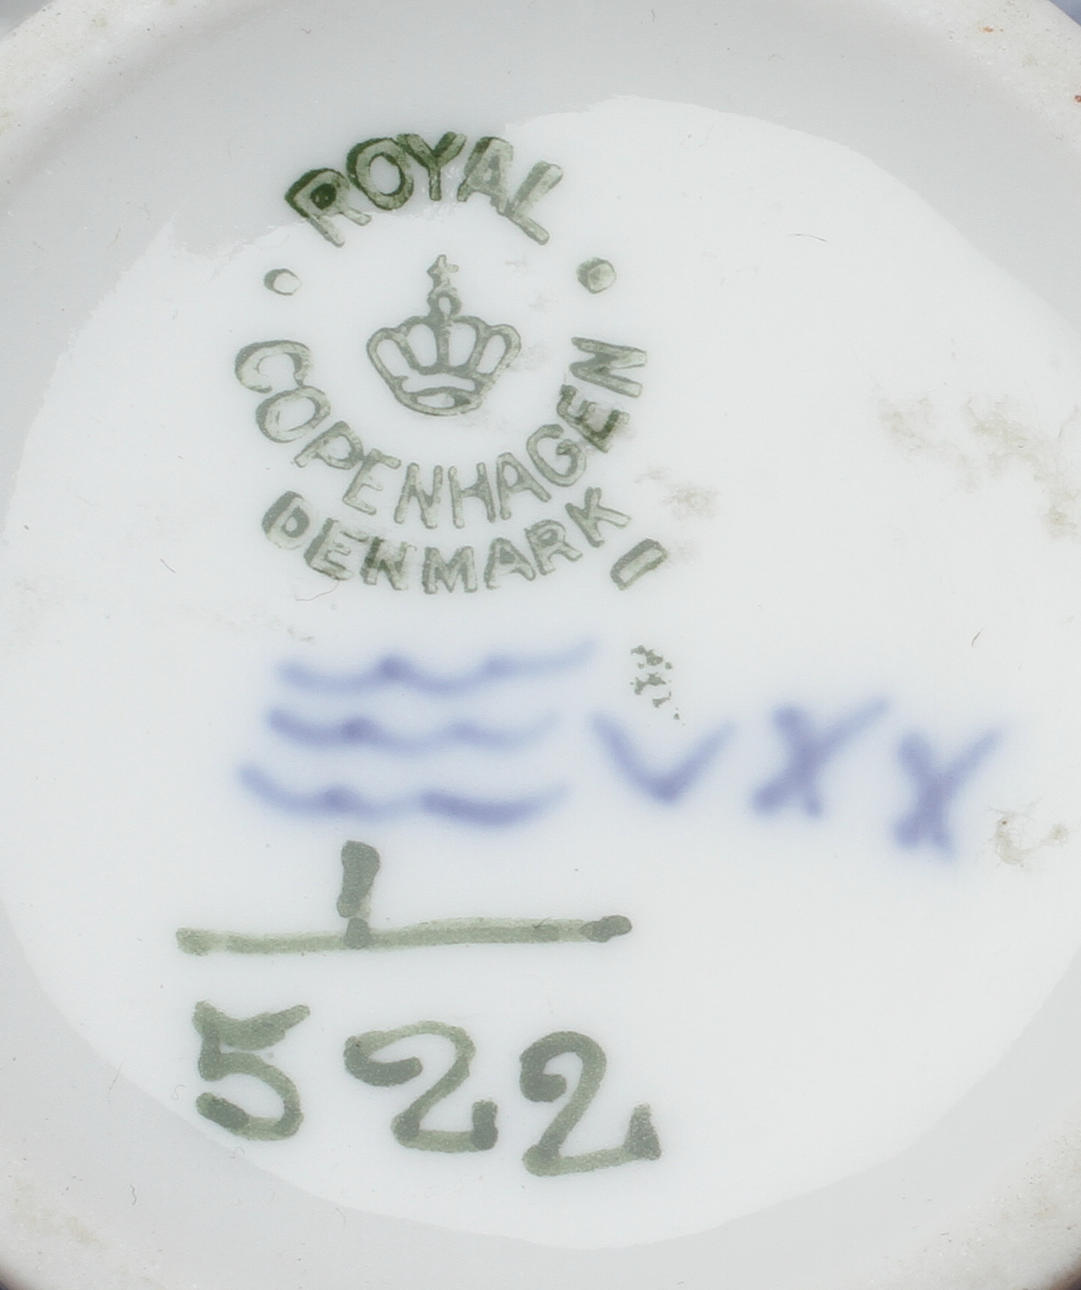 ROYAL
COPENHAGEN
DENMARK
1
522